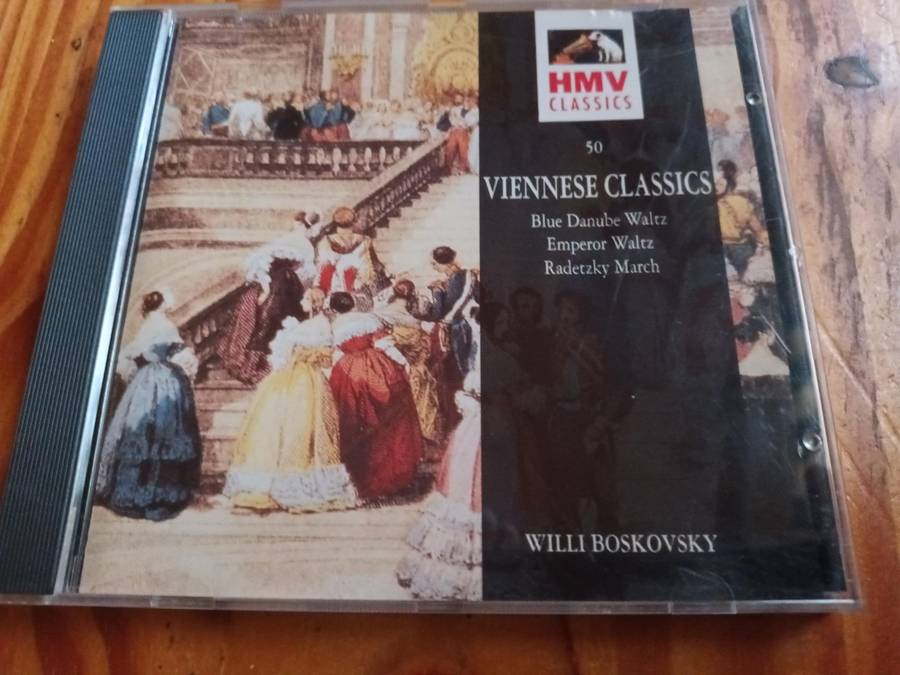 HMV
CLASSICS
50
VIENNESE CLASSICS
Blue Danube Waltz
Emperor Waltz
Radetzky March
WILLI BOSKOVSKY